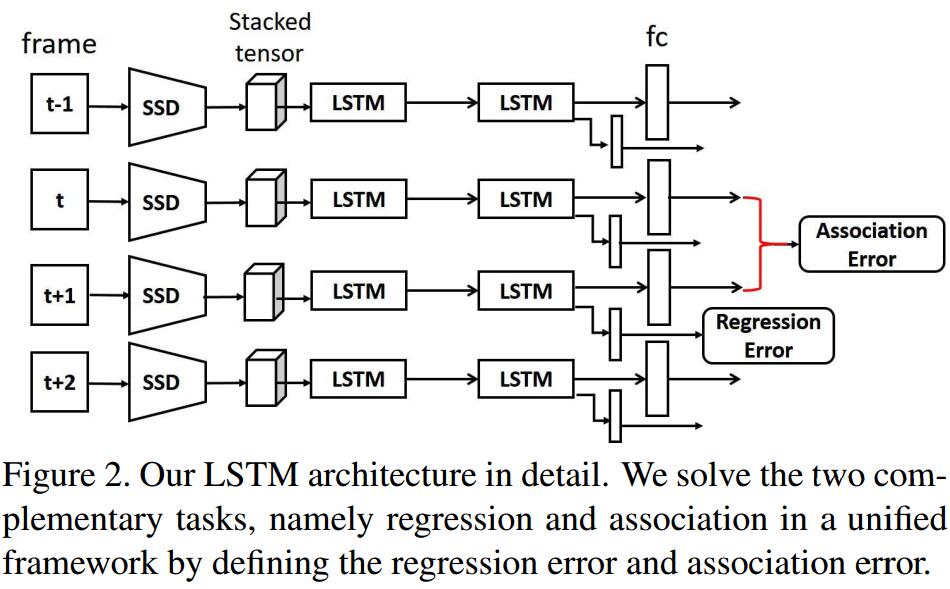 frame
Stacked
tensor
fc
t-1
SSD
LSTM
LSTM
t
SSD
LSTM
LSTM
Association
Error
t+1
SSD
LSTM
LSTM
Regression
Error
t+2
SSD
LSTM
LSTM
Figure 2. Our LSTM architecture in detail. We solve the two com-
plementary tasks, namely regression and association in a unified
framework by defining the regression error and association error.